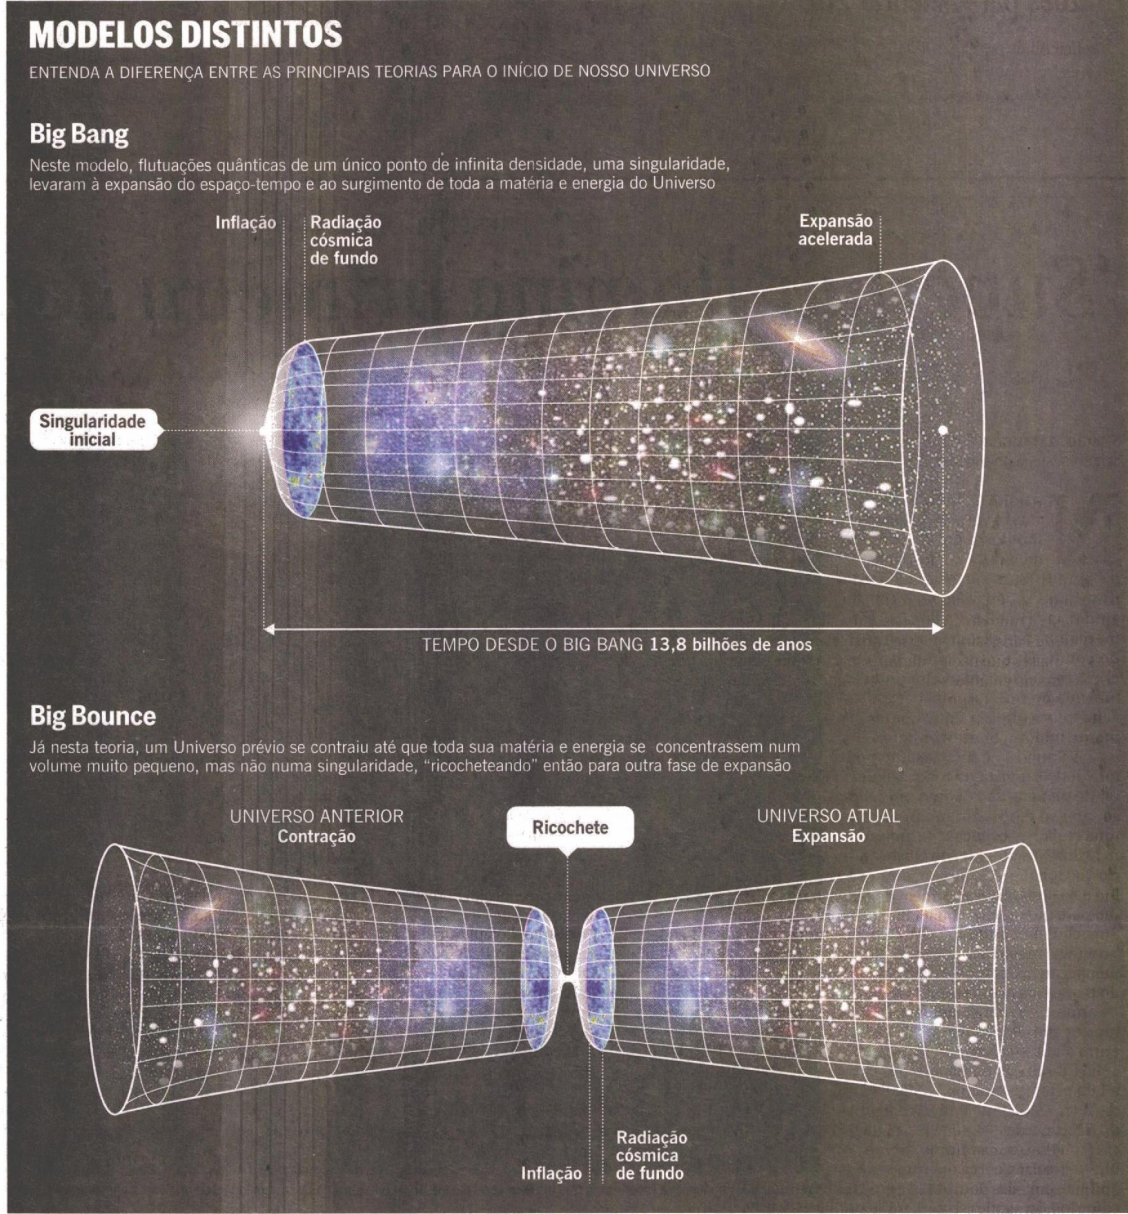 MODELOS DISTINTOS
ENTENDA A DIFERENÇA ENTRE AS PRINCIPAIS TEORIAS PARA O INÍCIO DE NOSSO UNIVERSO
Big Bang
Neste modelo, flutuações quânticas de um único ponto de infinita densidade, uma singularidade,
levaram à expansão do espaço-tempo e ao surgimento de toda a matéria e energia do Universo
Inflação
Radiação
cósmica
de fundo
Expansão
acelerada
Singularidade
inicial
TEMPO DESDE O BIG BANG 13,8 bilhões de anos
Big Bounce
Já nesta teoria, um Universo prévio se contraiu até que toda sua matéria e energia se concentrassem num
volume muito pequeno, mas não numa singularidade, “ricocheteando” então para outra fase de expansão
UNIVERSO ANTERIOR
Contração
Ricochete
UNIVERSO ATUAL
Expansão
Inflação
Radiação
cósmica
de fundo